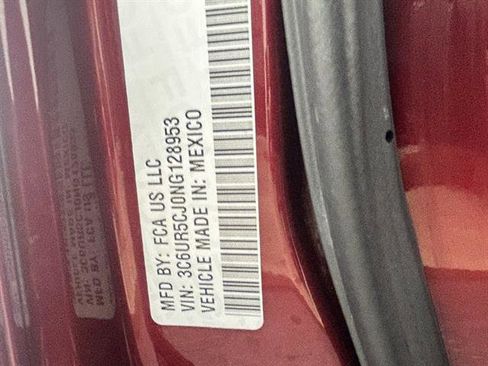 MFD BY: FCA US LLC
VIN: 3C6UR5CJ0NG128953
VEHICLE MADE IN: MEXICO